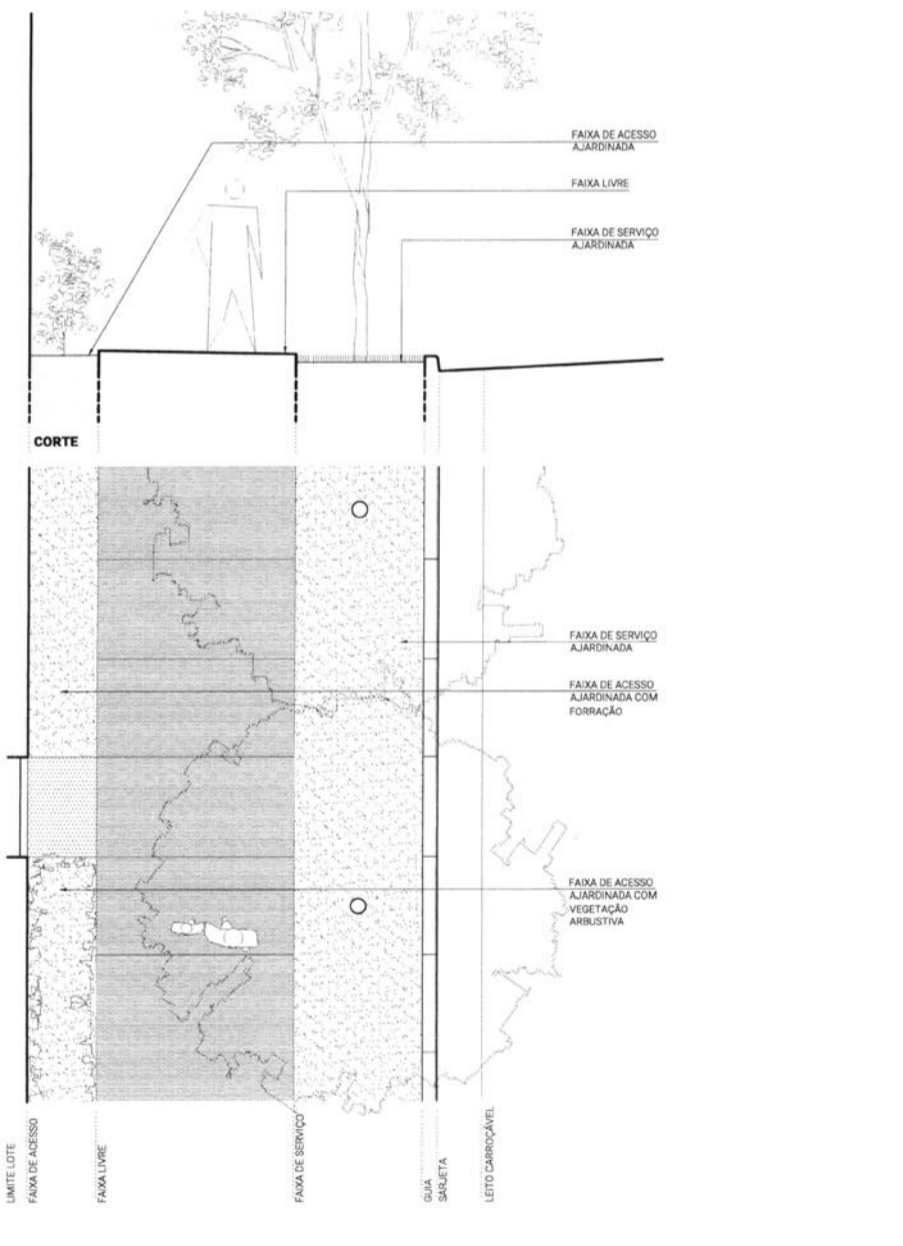 FAIXA DE ACESSO
AJARDINADA
FAIXA LIVRE
FAIXA DE SERVIÇO
AJARDINADA
CORTE
FAIXA DE SERVIÇO
AJARDINADA
FAIXA DE ACESSO
AJARDINADA COM
FORRAÇÃO
FAIXA DE ACESSO
AJARDINADA COM
VEGETAÇÃO
ARBUSTIVA
LIMITE LOTE
FAIXA DE ACESSO
FAIXA LIVRE
FAIXA DE SERVIÇO
GUIA
SARJETA
LEITO CARROÇÁVEL